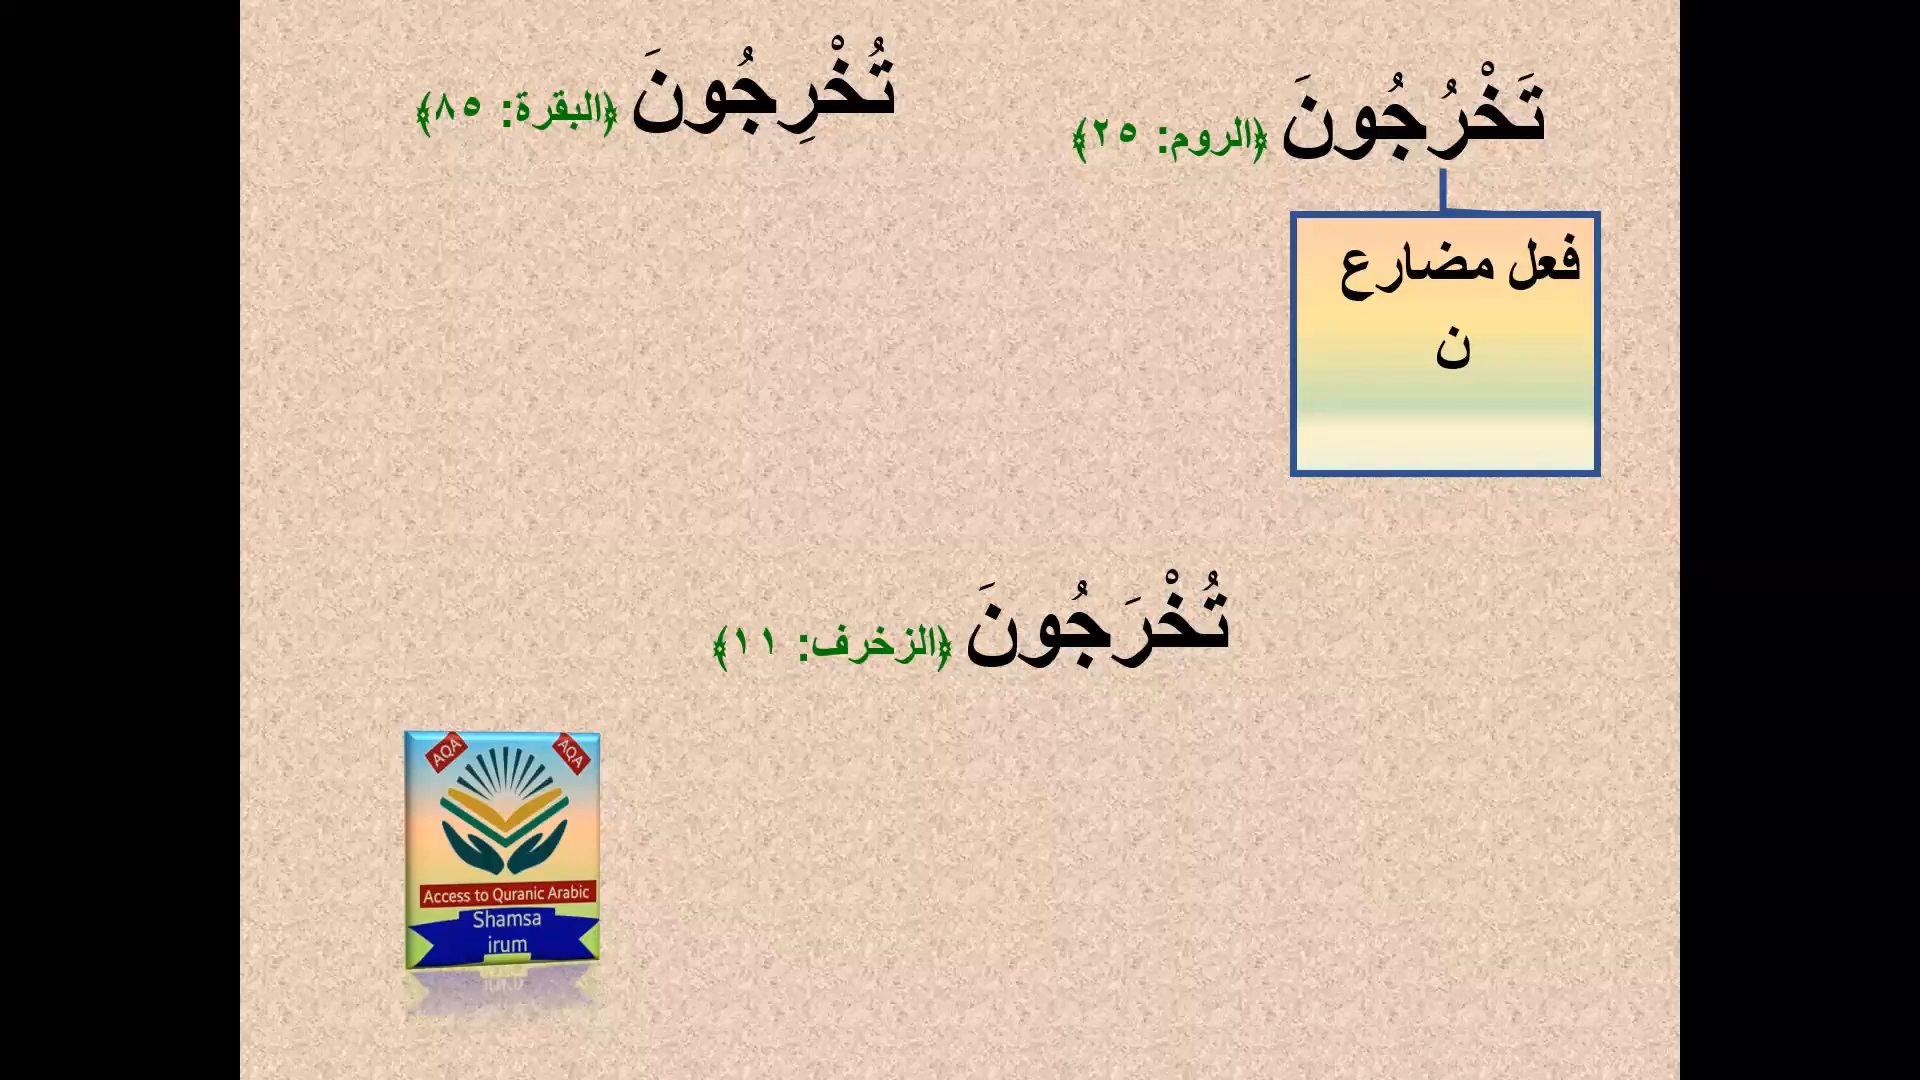 تَخْرُجُونَ ﴿الروم: ٢٥﴾
تُخْرِجُونَ ﴿البقرة: ٨٥﴾
فعل مضارع
ن
تُخْرَجُونَ ﴿الزخرف: ١١﴾
AQA
AQA
Access to Quranic Arabic
Shamsa
irum